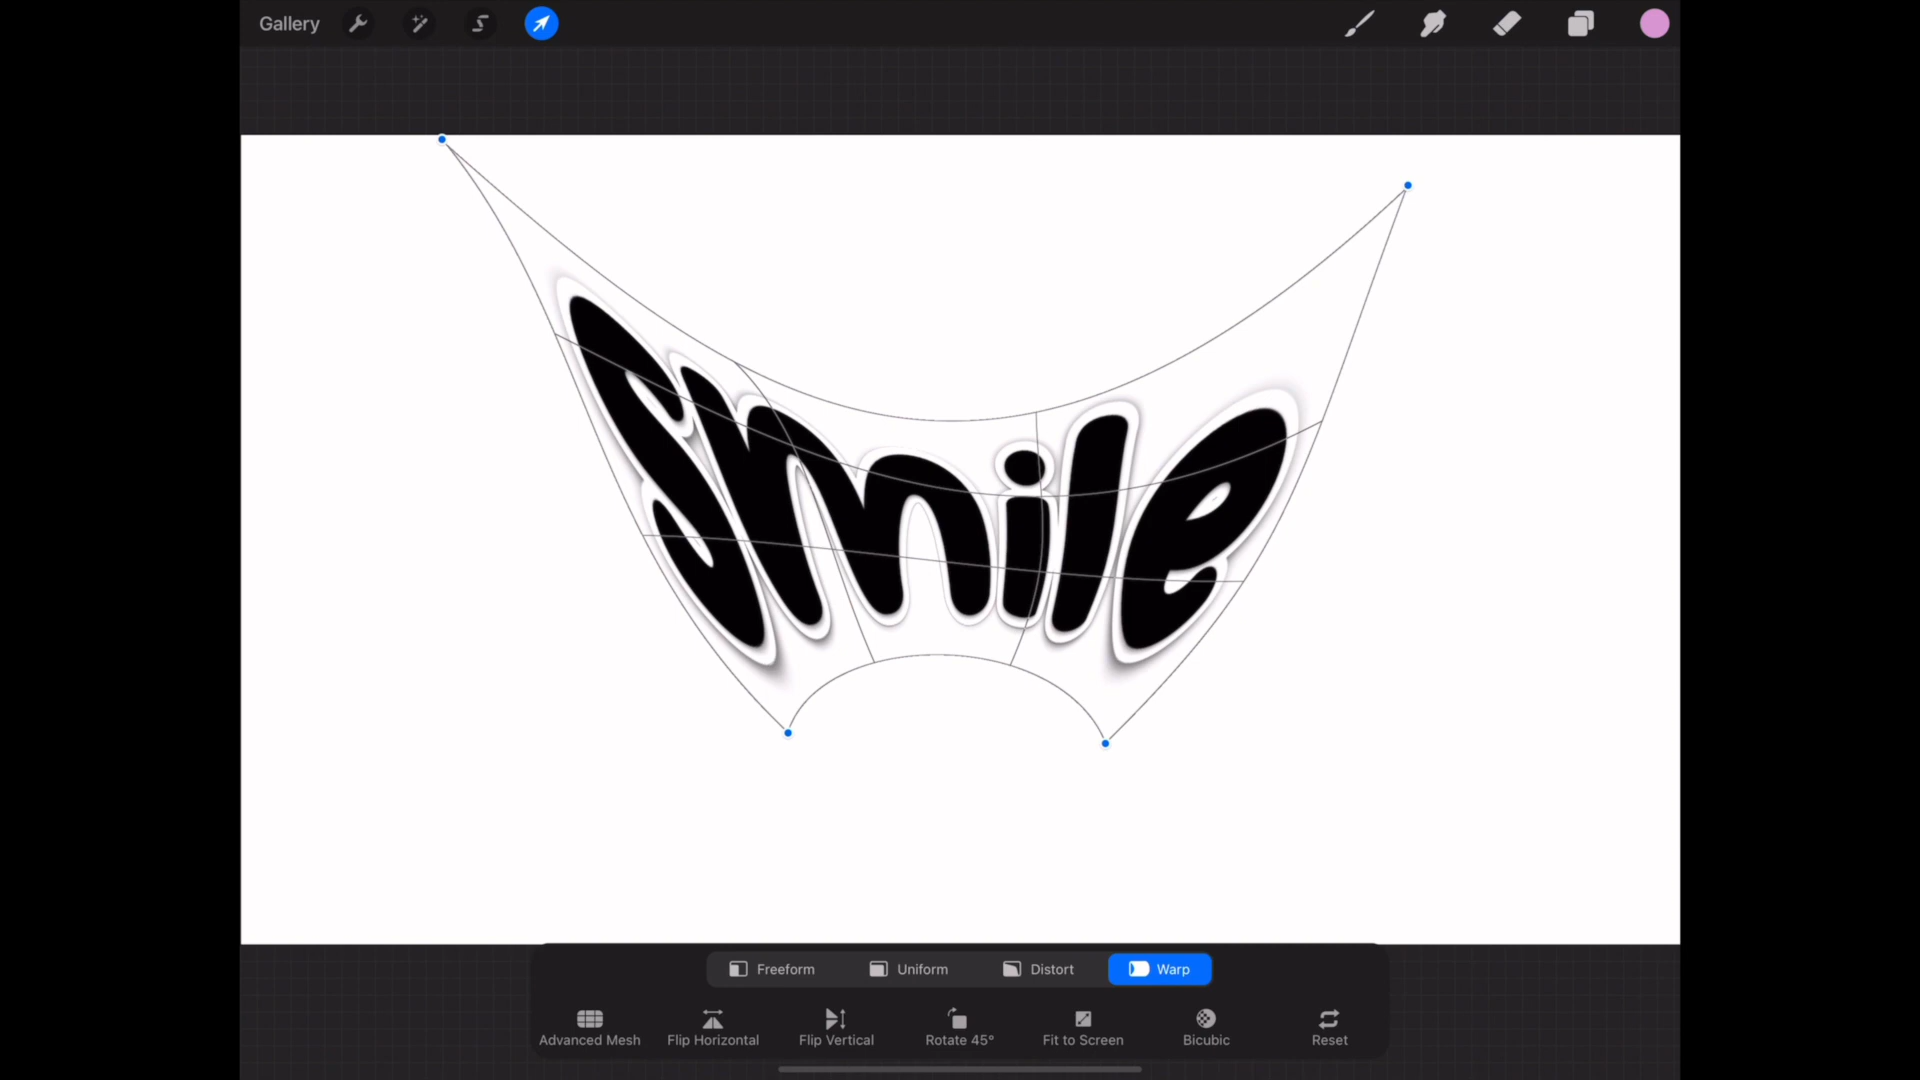 Gallery
Smile
Freeform Uniform Distort Warp
Advanced Mesh Flip Horizontal Flip Vertical Rotate 45° Fit to Screen Bicubic Reset